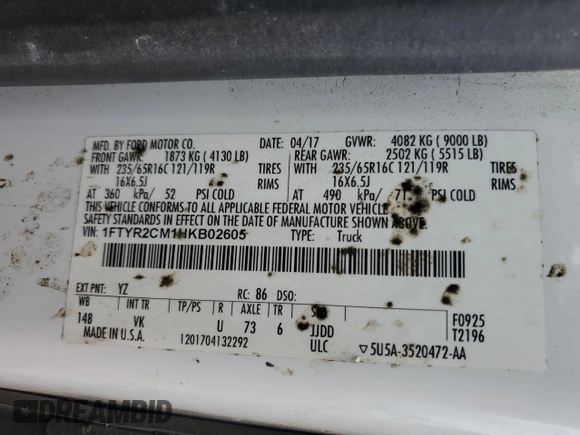 MFD. BY FORD MOTOR CO. DATE: 04/17 GVWR: 4082 KG ( 9000 LB)
FRONT GAWR: 1873 KG ( 4130 LB) REAR GAWR: 2502 KG ( 5515 LB)
WITH 235/65R16C 121/119R TIRES WITH 235/65R16C 121/119R TIRES
16X6.5J RIMS 16X6.5J RIMS
AT 360 kPa/ 52 PSI COLD AT 490 kPa/ 71 PSI COLD
THIS VEHICLE CONFORMS TO ALL APPLICABLE FEDERAL MOTOR VEHICLE
SAFETY STANDARDS IN EFFECT ON THE DATE OF MANUFACTURE SHOWN ABOVE.
VIN: 1FTYR2CM1HKB02605 TYPE: Truck
EXT PNT: YZ RC: 86 DSO:
WB INT TR TP/PS R AXLE TR
148 VK U 73 6 JJDD F0925
MADE IN U.S.A. 1201704132292 ULC T2196
▽5U5A-3520472-AA
DREAMBID